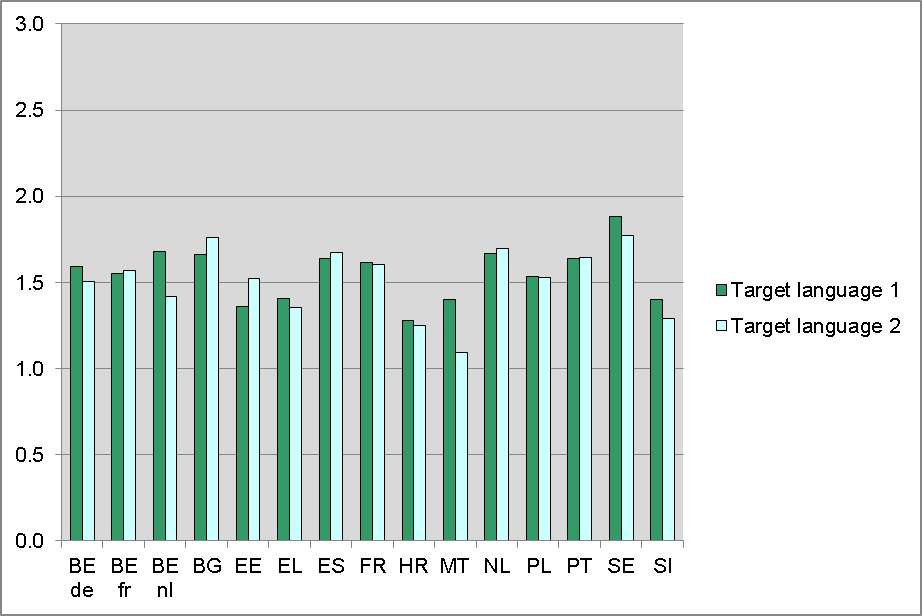 3.0
2.5
2.0
1.5
1.0
0.5
0.0
BE BE BE BG EE EL ES FR HR MT NL PL PT SE SI
de fr nl
Target language 1
Target language 2